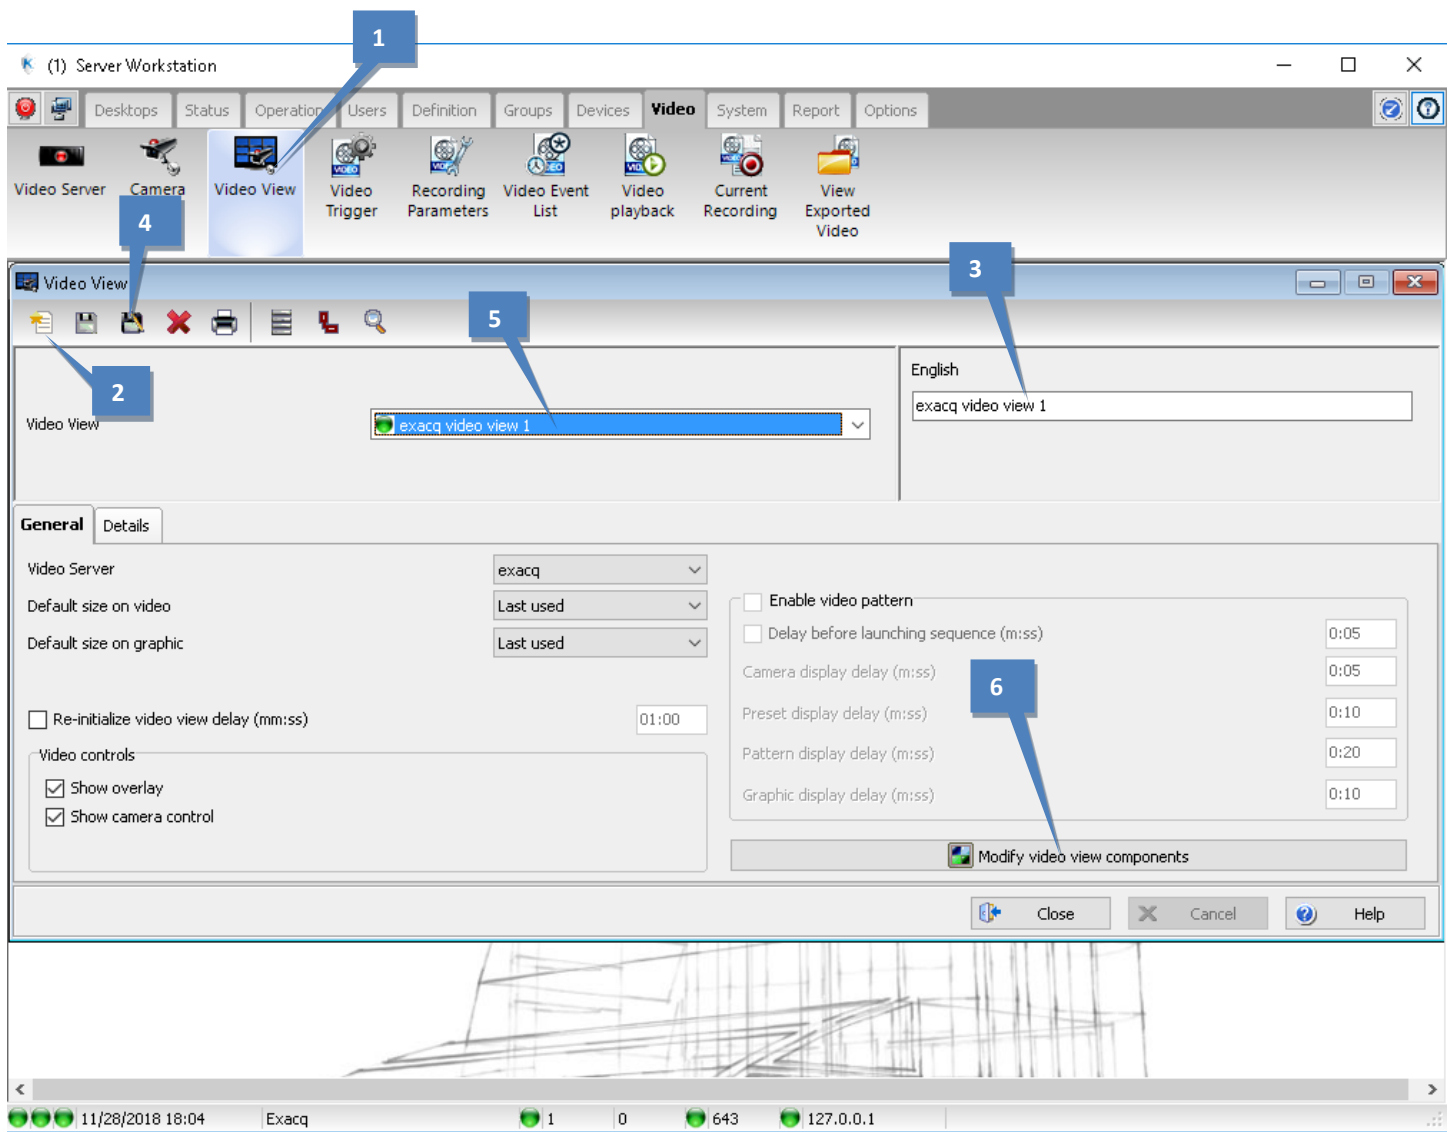 1
(1) Server Workstation
Desktops Status Operation Users Definition Groups Devices Video System Report Options
Video Server Camera Video View Video Trigger Recording Parameters Video Event List Video playback Current Recording View Exported Video
4
3
Video View
5
2
Video View
exacq video view 1
English
exacq video view 1
General Details
Video Server exacq
Default size on video Last used
Default size on graphic Last used
Re-initialize video view delay (mm:ss) 01:00
Video controls
Show overlay
Show camera control
Enable video pattern
Delay before launching sequence (m:ss) 0:05
Camera display delay (m:ss) 0:05
6
Preset display delay (m:ss) 0:10
Pattern display delay (m:ss) 0:20
Graphic display delay (m:ss) 0:10
Modify video view components
Close Cancel Help
11/28/2018 18:04 Exacq 1 0 643 127.0.0.1